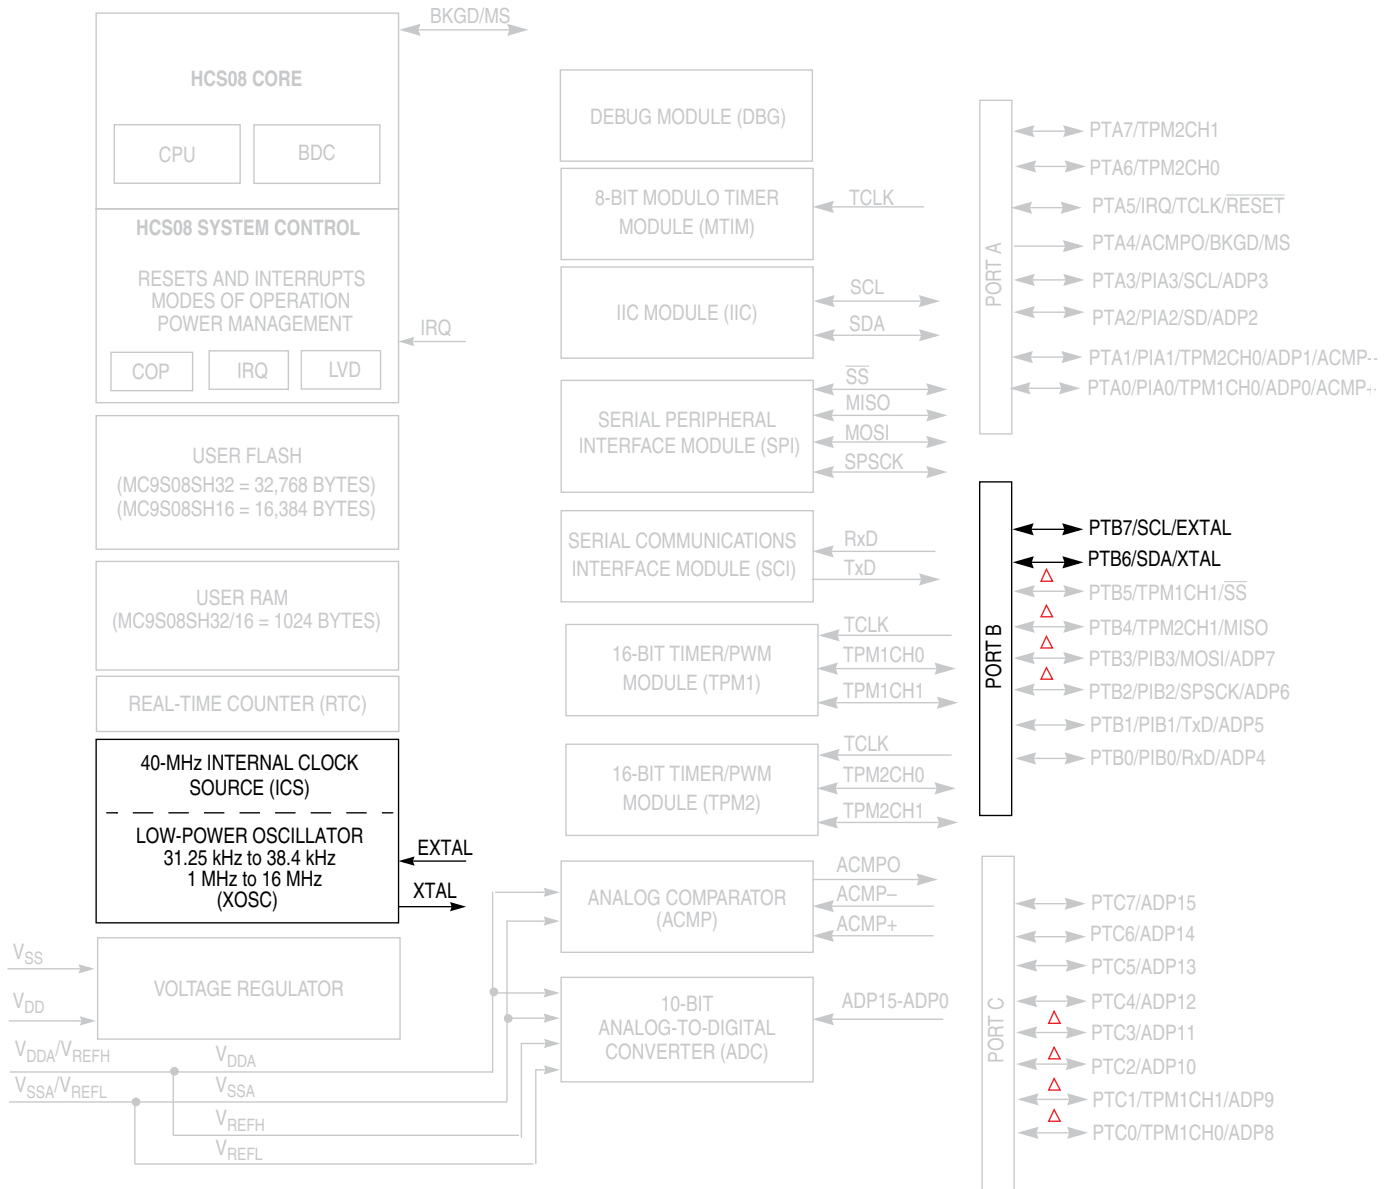 BKGD/MS
HCS08 CORE
CPU
BDC
HCS08 SYSTEM CONTROL
RESETS AND INTERRUPTS
MODES OF OPERATION
POWER MANAGEMENT
IRQ
COP
IRQ
LVD
USER FLASH
(MC9S08SH32 = 32,768 BYTES)
(MC9S08SH16 = 16,384 BYTES)
USER RAM
(MC9S08SH32/16 = 1024 BYTES)
REAL-TIME COUNTER (RTC)
40-MHz INTERNAL CLOCK
SOURCE (ICS)
LOW-POWER OSCILLATOR
31.25 kHz to 38.4 kHz
1 MHz to 16 MHz
(XOSC)
EXTAL
XTAL
VSS
VDD
VOLTAGE REGULATOR
VDDA/VREFH
VSSA/VREFL
VDDA
VSSA
VREFH
VREFL
DEBUG MODULE (DBG)
8-BIT MODULO TIMER
MODULE (MTIM)
TCLK
IIC MODULE (IIC)
SCL
SDA
SERIAL PERIPHERAL
INTERFACE MODULE (SPI)
SS
MISO
MOSI
SPSCK
SERIAL COMMUNICATIONS
INTERFACE MODULE (SCI)
RxD
TxD
16-BIT TIMER/PWM
MODULE (TPM1)
TCLK
TPM1CH0
TPM1CH1
16-BIT TIMER/PWM
MODULE (TPM2)
TCLK
TPM2CH0
TPM2CH1
ANALOG COMPARATOR
(ACMP)
ACMPO
ACMP–
ACMP+
10-BIT
ANALOG-TO-DIGITAL
CONVERTER (ADC)
ADP15-ADP0
PORT A
PTA7/TPM2CH1
PTA6/TPM2CH0
PTA5/IRQ/TCLK/RESET
PTA4/ACMPO/BKGD/MS
PTA3/PIA3/SCL/ADP3
PTA2/PIA2/SD/ADP2
PTA1/PIA1/TPM2CH0/ADP1/ACMP-
PTA0/PIA0/TPM1CH0/ADP0/ACMP-
PORT B
PTB7/SCL/EXTAL
PTB6/SDA/XTAL
PTB5/TPM1CH1/SS
PTB4/TPM2CH1/MISO
PTB3/PIB3/MOSI/ADP7
PTB2/PIB2/SPSCK/ADP6
PTB1/PIB1/TxD/ADP5
PTB0/PIB0/RxD/ADP4
PORT C
PTC7/ADP15
PTC6/ADP14
PTC5/ADP13
PTC4/ADP12
PTC3/ADP11
PTC2/ADP10
PTC1/TPM1CH1/ADP9
PTC0/TPM1CH0/ADP8